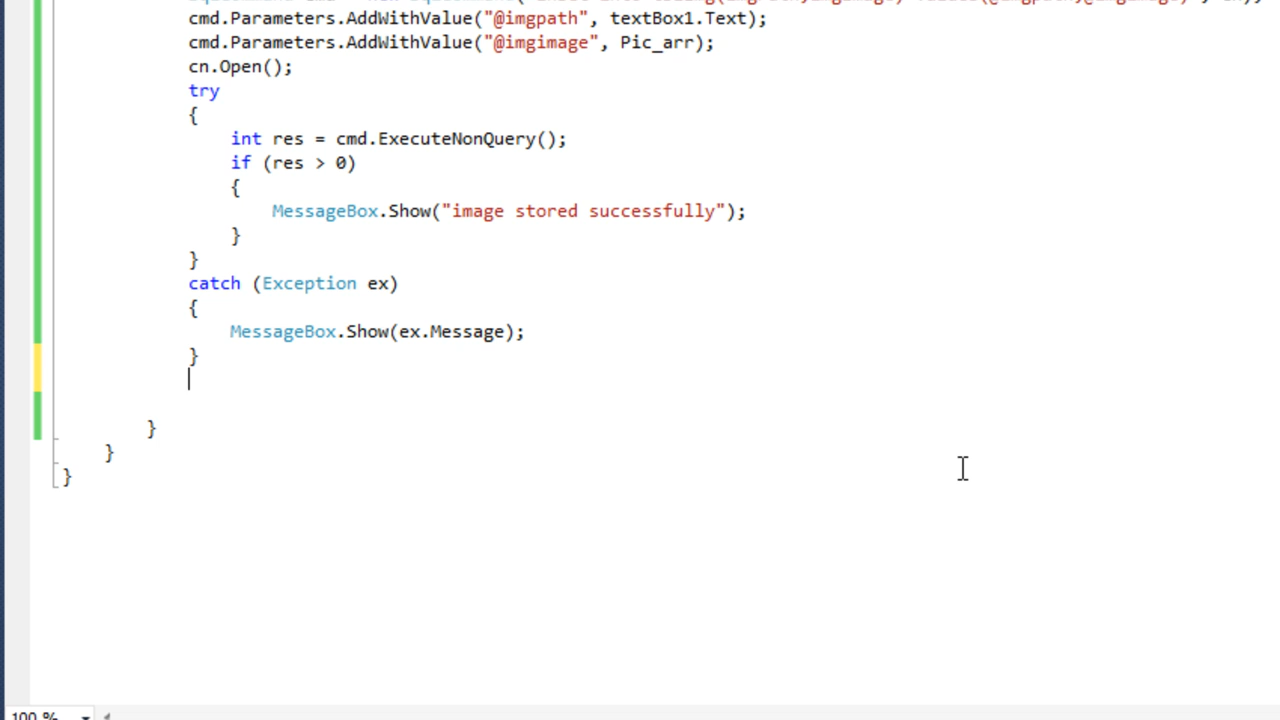 cmd.Parameters.AddWithValue("@imgpath", textBox1.Text);
cmd.Parameters.AddWithValue("@imgimage", Pic_arr);
cn.Open();
try
{
int res = cmd.ExecuteNonQuery();
if (res > 0)
{
MessageBox.Show("image stored successfully");
}
}
catch (Exception ex)
{
MessageBox.Show(ex.Message);
}
}
}
}
100 %